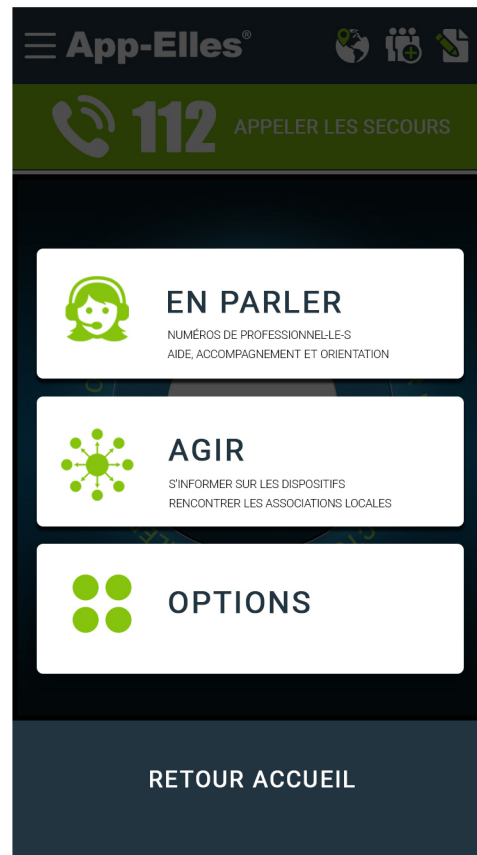 App-Elles®
112 APPELER LES SECOURS
EN PARLER
NUMÉROS DE PROFESSIONNEL-LE-S
AIDE, ACCOMPAGNEMENT ET ORIENTATION
AGIR
S'INFORMER SUR LES DISPOSITIFS
RENCONTRER LES ASSOCIATIONS LOCALES
OPTIONS
RETOUR ACCUEIL